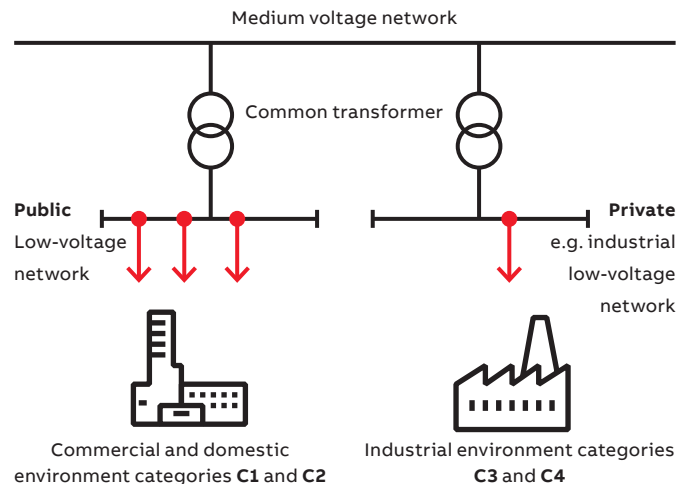 Medium voltage network
Common transformer
Public
Low-voltage
network
Private
e.g. industrial
low-voltage
network
Commercial and domestic
environment categories C1 and C2
Industrial environment categories
C3 and C4